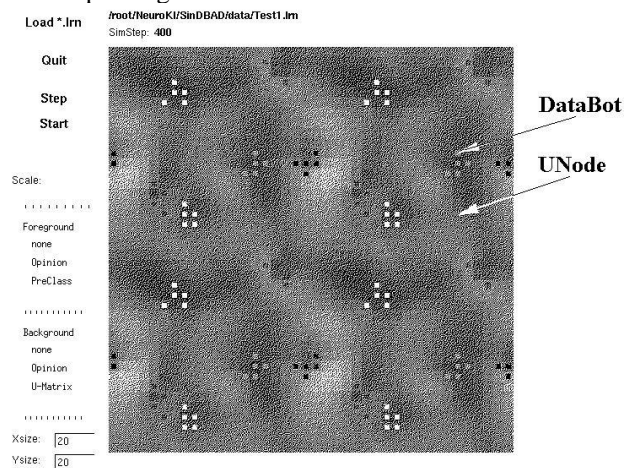 Load *.lrn
/root/NeuroKI/SinDBAD/data/Test1.lrn
SimStep: 400
Quit
Step
Start
DataBot
UNode
Scale:
Foreground
none
Opinion
PreClass
Background
none
Opinion
U-Matrix
Xsize: 20
Ysize: 20